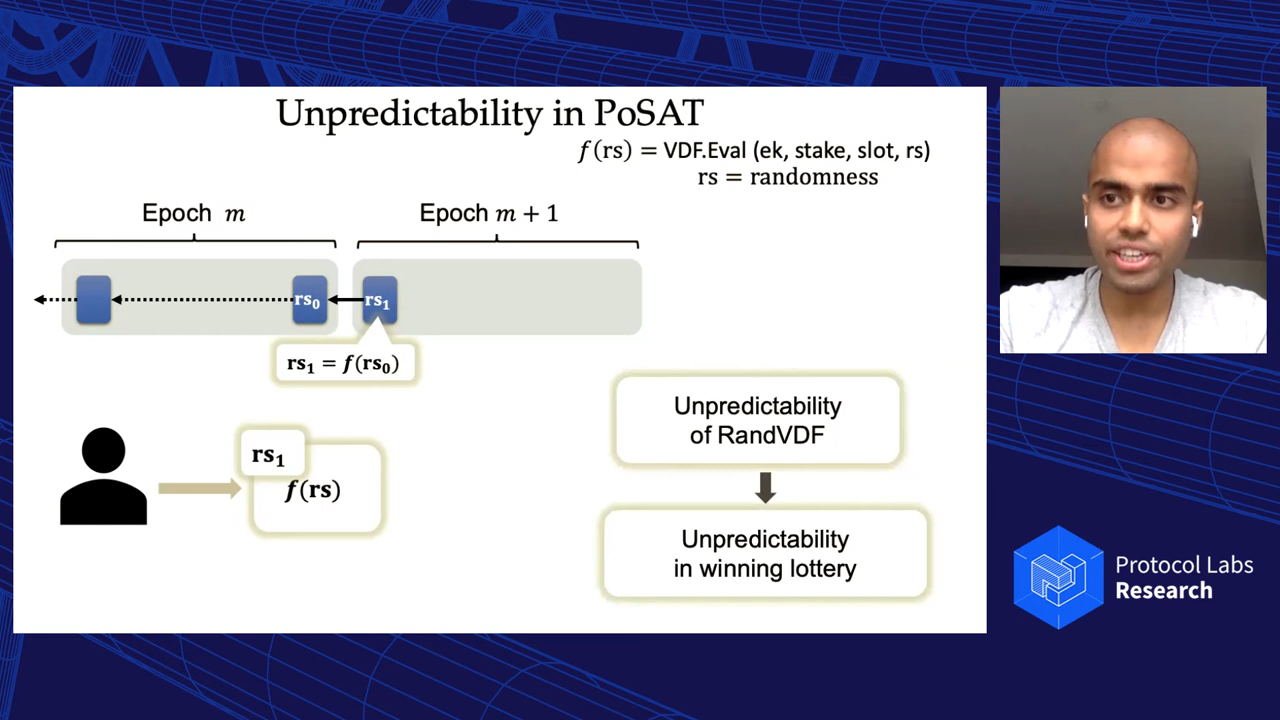 Unpredictability in PoSAT
f(rs) = VDF.Eval (ek, stake, slot, rs)
rs = randomness
Epoch m
Epoch m + 1
rs₀
rs₁
rs₁ = f(rs₀)
rs₁
f(rs)
Unpredictability
of RandVDF
Unpredictability
in winning lottery
Protocol Labs
Research